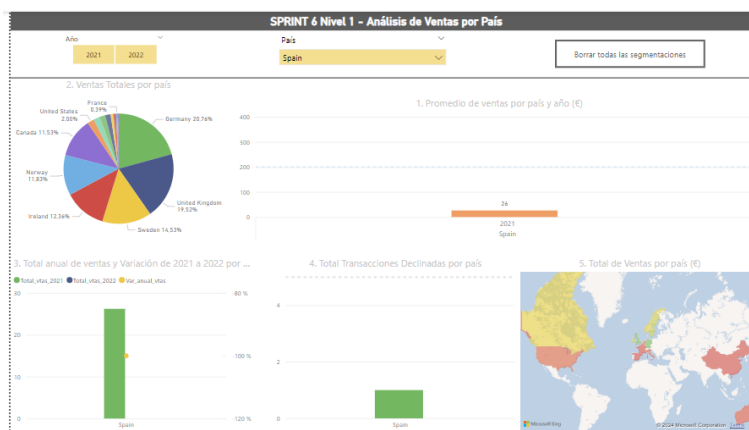 SPRINT 6 Nivel 1 - Análisis de Ventas por País
Año
2021 2022
País
Spain
Borrar todas las segmentaciones
2. Ventas Totales por país
France
0.39%
United States
2.00%
Germany 20.76%
Canada 11.53%
Norway
11.83%
United Kingdom
19.52%
Ireland 12.36%
Sweden 14.53%
1. Promedio de ventas por país y año (€)
400
300
200
100
0
26
2021
Spain
3. Total anual de ventas y Variación de 2021 a 2022 por ...
Total_vtas_2021 Total_vtas_2022 Var_anual_vtas
30
20
10
0
80 %
100 %
120 %
Spain
4. Total Transacciones Declinadas por país
4
2
0
Spain
5. Total de Ventas por país (€)
Microsoft Bing
© 2024 Microsoft Corporation Terms